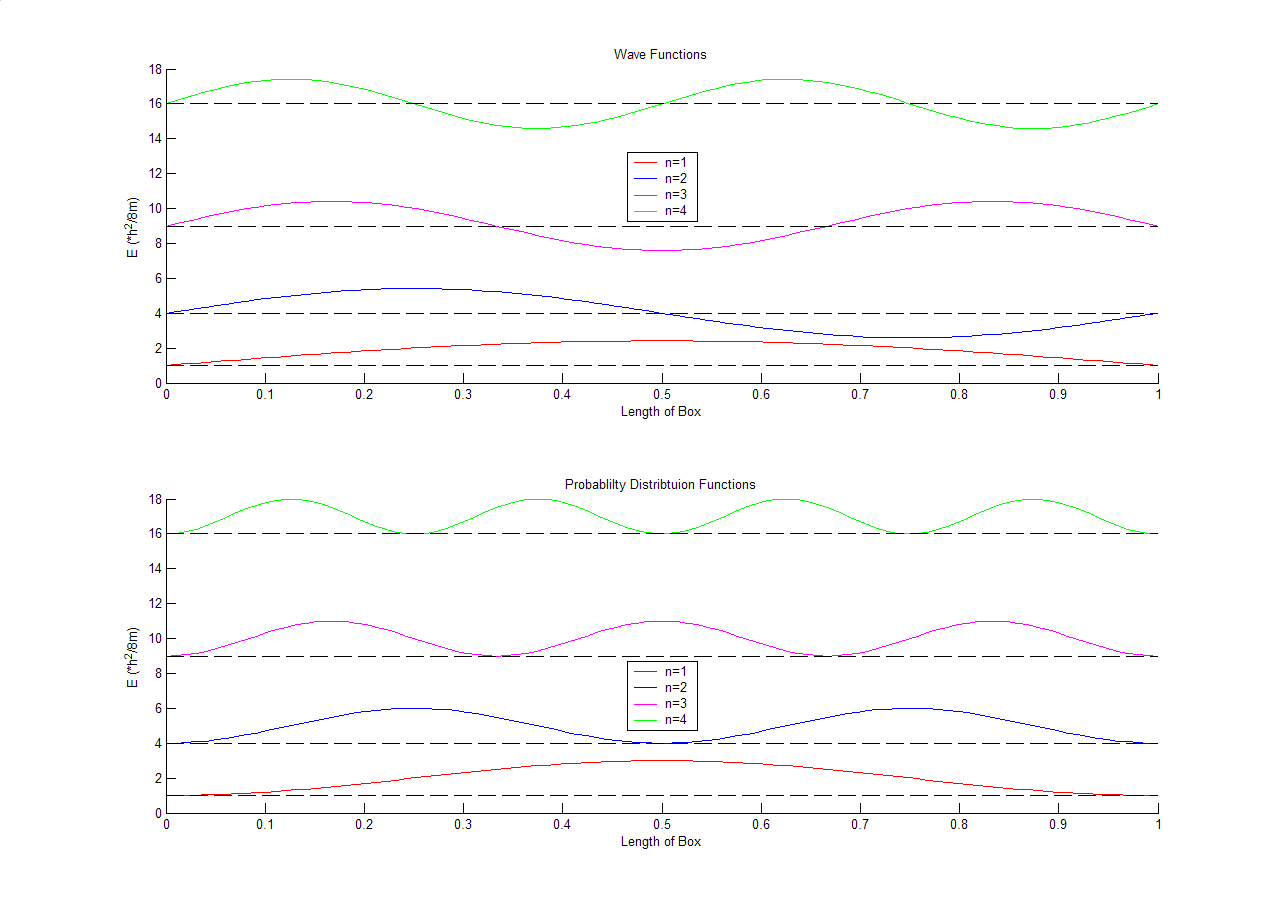 Wave Functions
18
16
14
12
10
8
6
4
2
0
E (*h²/8m)
n=1
n=2
n=3
n=4
0 0.1 0.2 0.3 0.4 0.5 0.6 0.7 0.8 0.9 1
Length of Box
Probablilty Distribtuion Functions
18
16
14
12
10
8
6
4
2
0
E (*h²/8m)
n=1
n=2
n=3
n=4
0 0.1 0.2 0.3 0.4 0.5 0.6 0.7 0.8 0.9 1
Length of Box